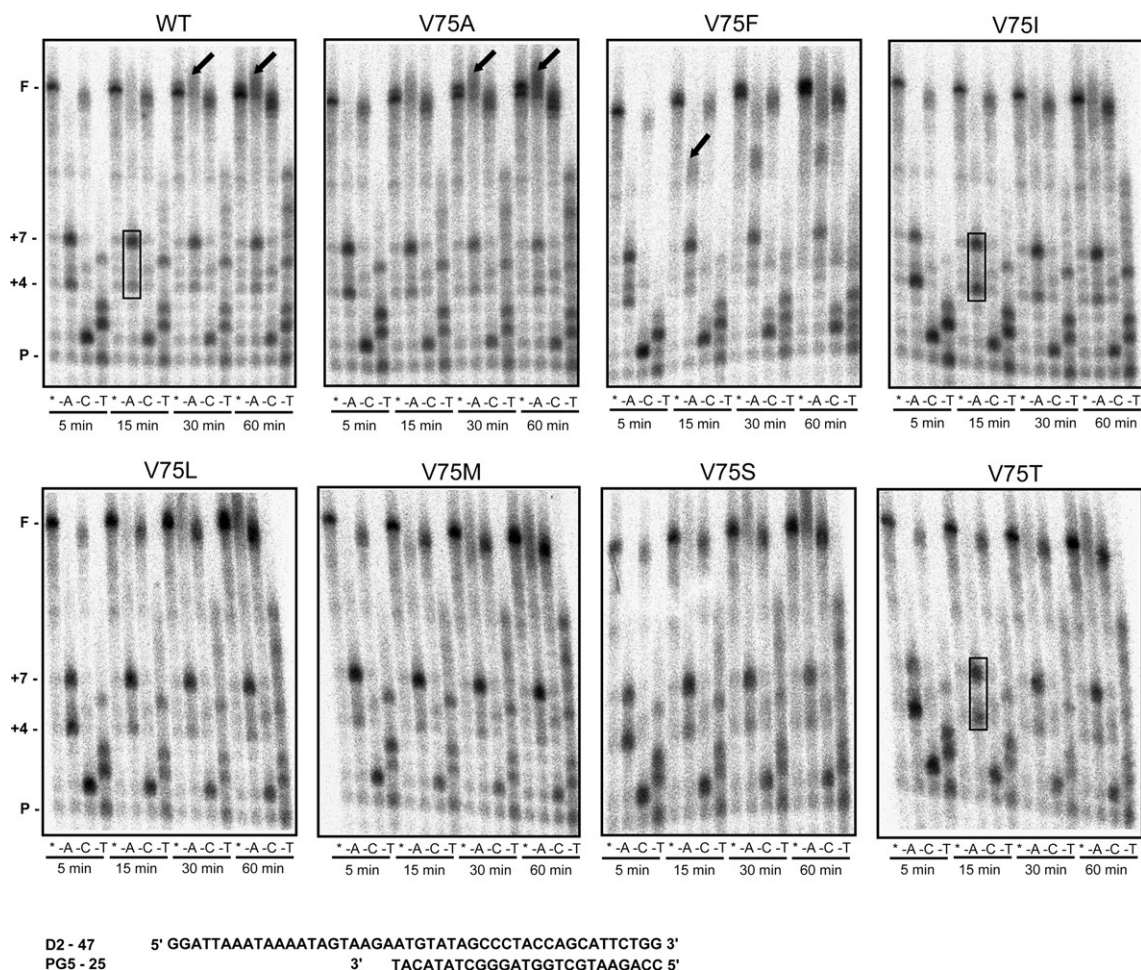 WT V75A V75F V75I
F -
+7 -
+4 -
P -
* -A -C -T * -A -C -T * -A -C -T * -A -C -T * -A -C -T * -A -C -T * -A -C -T * -A -C -T * -A -C -T * -A -C -T * -A -C -T * -A -C -T * -A -C -T * -A -C -T * -A -C -T * -A -C -T
5 min 15 min 30 min 60 min 5 min 15 min 30 min 60 min 5 min 15 min 30 min 60 min 5 min 15 min 30 min 60 min
V75L V75M V75S V75T
F -
+7 -
+4 -
P -
* -A -C -T * -A -C -T * -A -C -T * -A -C -T * -A -C -T * -A -C -T * -A -C -T * -A -C -T * -A -C -T * -A -C -T * -A -C -T * -A -C -T * -A -C -T * -A -C -T * -A -C -T * -A -C -T
5 min 15 min 30 min 60 min 5 min 15 min 30 min 60 min 5 min 15 min 30 min 60 min 5 min 15 min 30 min 60 min
D2 - 47 5' GGATTAAATAAAATAGTAAGAATGTATAGCCCTACCAGCATTCTGG 3'
PG5 - 25 3' TACATATCGGGATGGTCGTAAGACC 5'